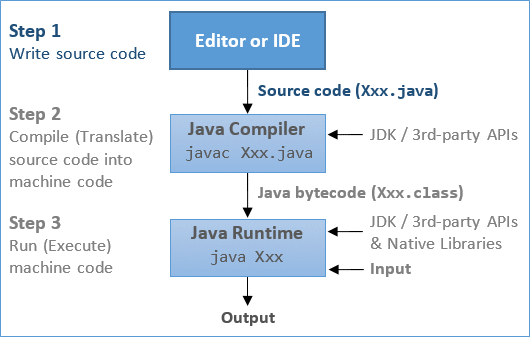 Step 1
Write source code
Editor or IDE
Source code (Xxx.java)
Step 2
Compile (Translate)
source code into
machine code
Java Compiler
javac Xxx.java
JDK / 3rd-party APIs
Java bytecode (Xxx.class)
Step 3
Run (Execute)
machine code
Java Runtime
java Xxx
JDK / 3rd-party APIs
& Native Libraries
Input
Output